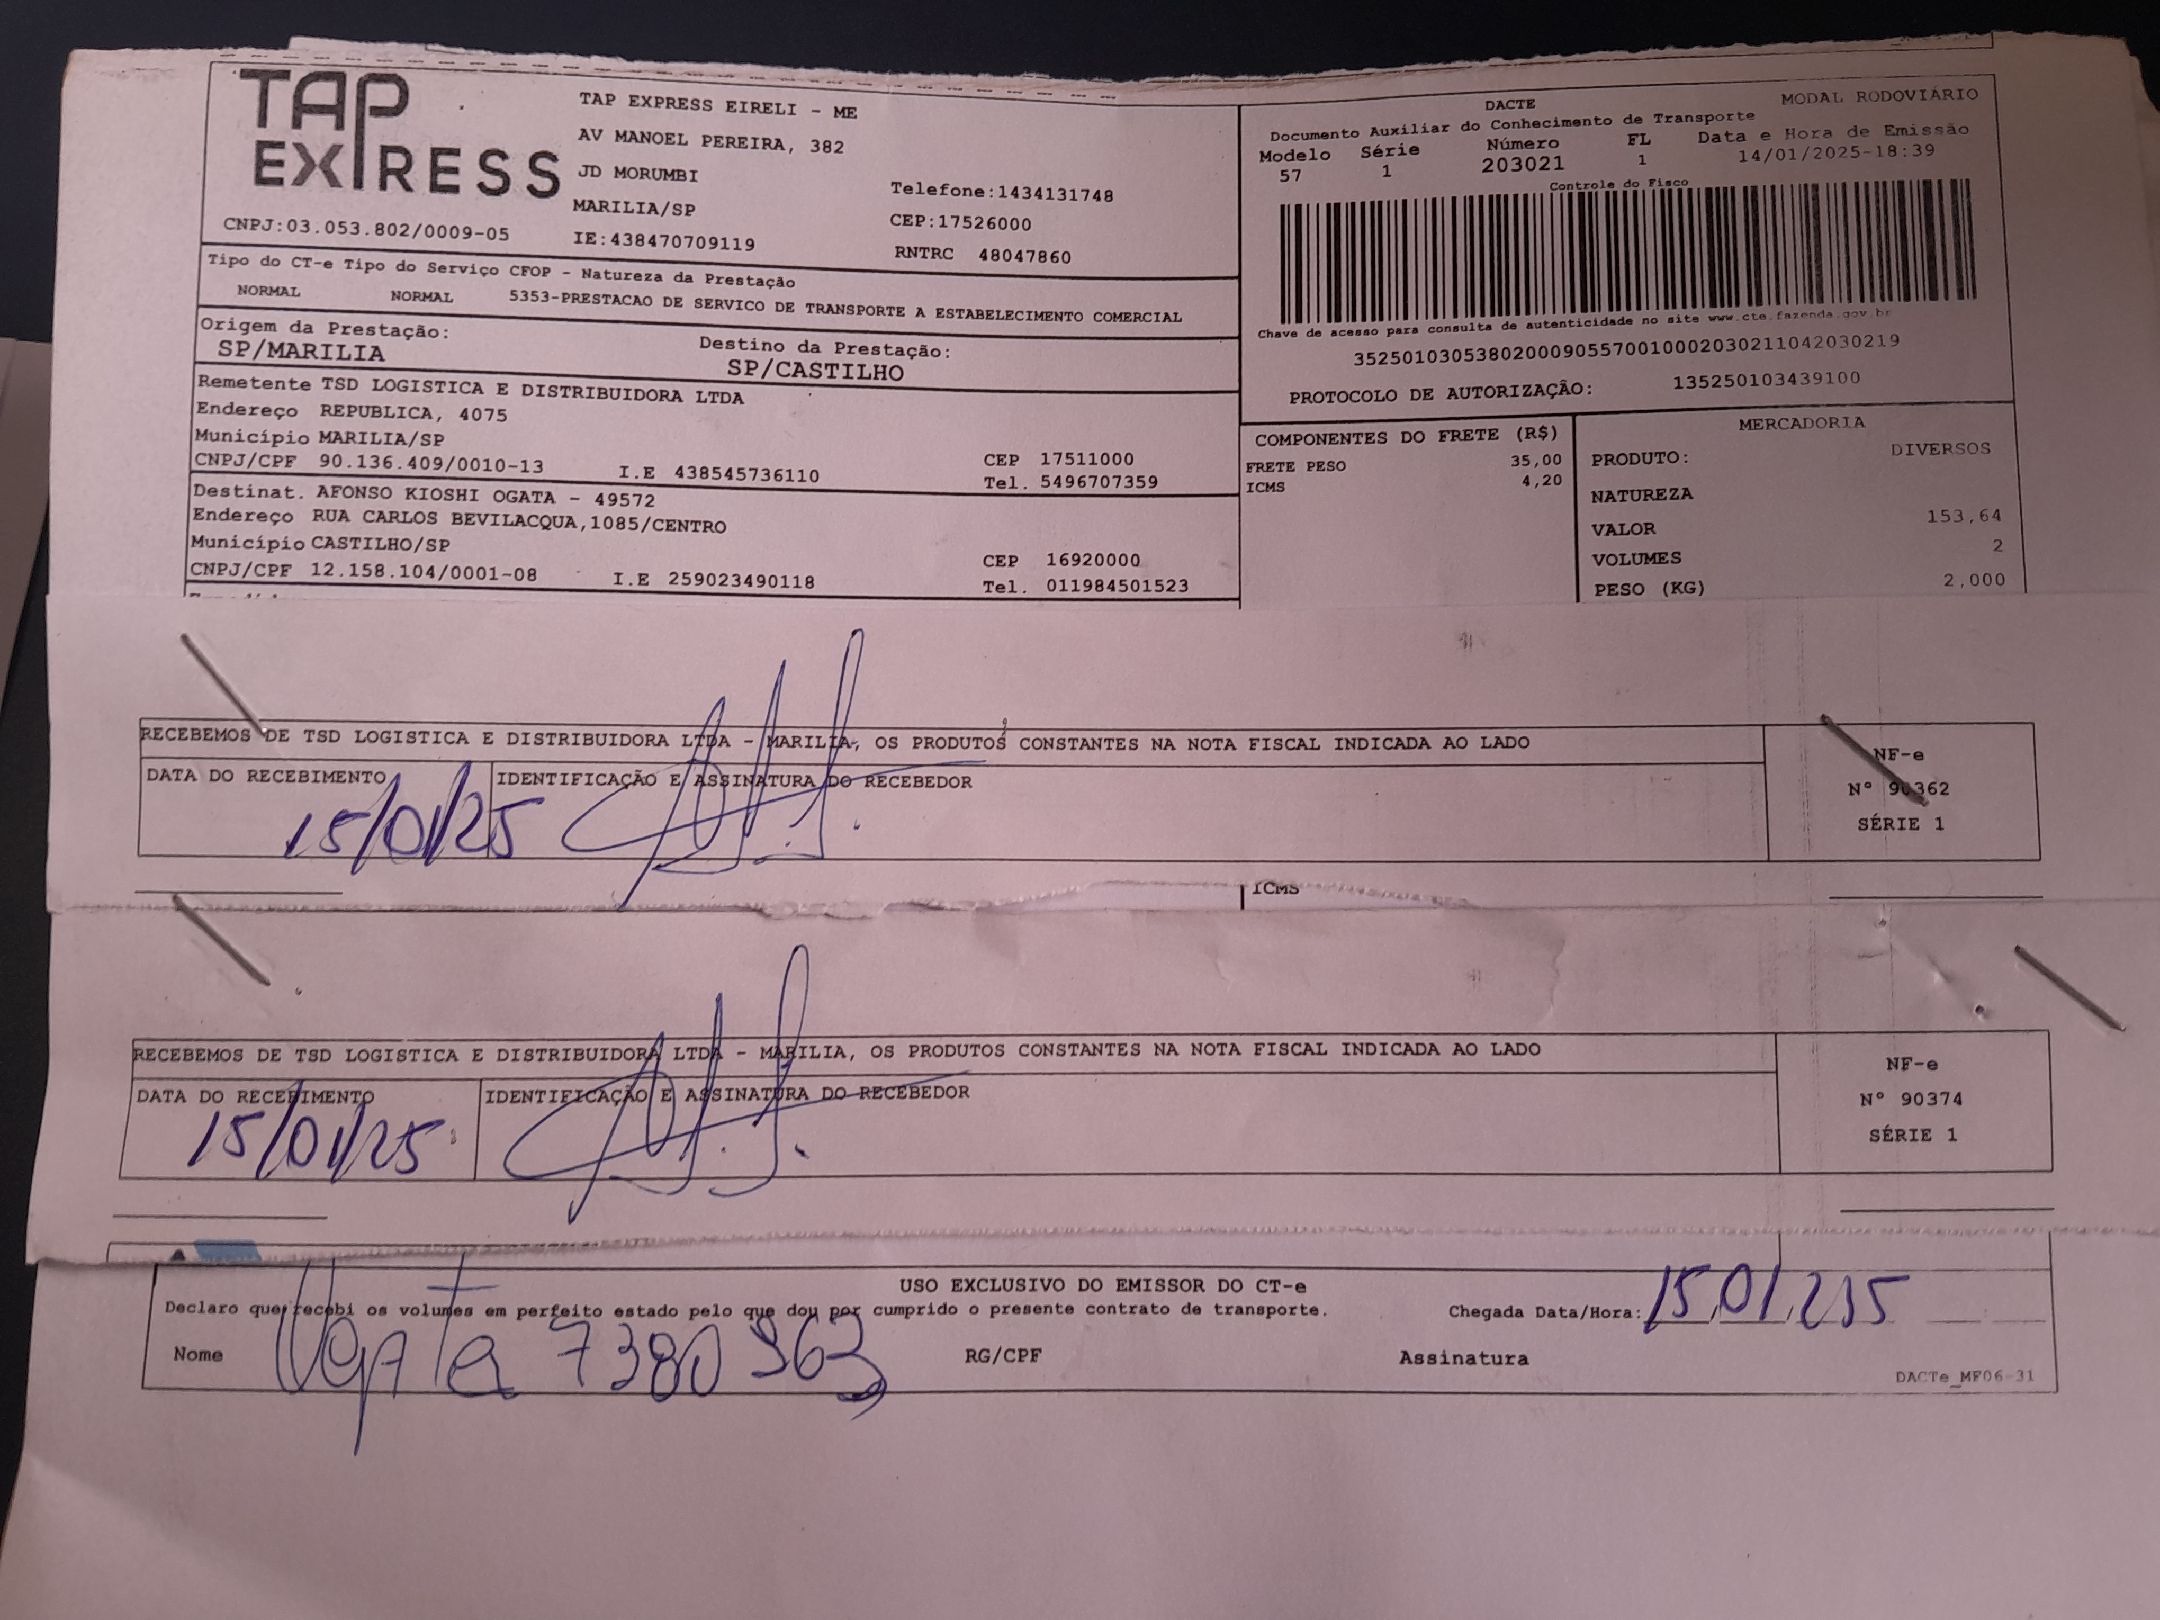 TAP
EXPRESS
CNPJ:03.053.802/0009-05
TAP EXPRESS EIRELI - ME
AV MANOEL PEREIRA, 382
JD MORUMBI
MARILIA/SP
IE:438470709119
Telefone:1434131748
CEP:17526000
RNTRC 48047860
DACTE MODAL RODOVIÁRIO
Documento Auxiliar do Conhecimento de Transporte
Modelo Série Número FL Data e Hora de Emissão
57 1 203021 1 14/01/2025-18:39
Controle do Fisco
Chave de acesso para consulta de autenticidade no site www.cte.fazenda.gov.br
35250103053802000905570010002030211042030219
PROTOCOLO DE AUTORIZAÇÃO: 135250103439100
Tipo do CT-e Tipo do Serviço CFOP - Natureza da Prestação
NORMAL NORMAL 5353-PRESTACAO DE SERVICO DE TRANSPORTE A ESTABELECIMENTO COMERCIAL
Origem da Prestação: Destino da Prestação:
SP/MARILIA SP/CASTILHO
Remetente TSD LOGISTICA E DISTRIBUIDORA LTDA
Endereço REPUBLICA, 4075
Município MARILIA/SP CEP 17511000
CNPJ/CPF 90.136.409/0010-13 I.E 438545736110 Tel. 5496707359
Destinat. AFONSO KIOSHI OGATA - 49572
Endereço RUA CARLOS BEVILACQUA,1085/CENTRO
Município CASTILHO/SP CEP 16920000
CNPJ/CPF 12.158.104/0001-08 I.E 259023490118 Tel. 011984501523
COMPONENTES DO FRETE (R$)
FRETE PESO 35,00
ICMS 4,20
MERCADORIA
PRODUTO: DIVERSOS
NATUREZA
VALOR 153,64
VOLUMES 2
PESO (KG) 2,000
RECEBEMOS DE TSD LOGISTICA E DISTRIBUIDORA LTDA - MARILIA, OS PRODUTOS CONSTANTES NA NOTA FISCAL INDICADA AO LADO
DATA DO RECEBIMENTO IDENTIFICAÇÃO E ASSINATURA DO RECEBEDOR
15/01/25
NF-e
Nº 90362
SÉRIE 1
ICMS
RECEBEMOS DE TSD LOGISTICA E DISTRIBUIDORA LTDA - MARILIA, OS PRODUTOS CONSTANTES NA NOTA FISCAL INDICADA AO LADO
DATA DO RECEBIMENTO IDENTIFICAÇÃO E ASSINATURA DO RECEBEDOR
15/01/25
NF-e
Nº 90374
SÉRIE 1
USO EXCLUSIVO DO EMISSOR DO CT-e
Declaro que recebi os volumes em perfeito estado pelo que dou por cumprido o presente contrato de transporte. Chegada Data/Hora: 15,01,
Nome 7380963 RG/CPF Assinatura
DACTe_MF06-31